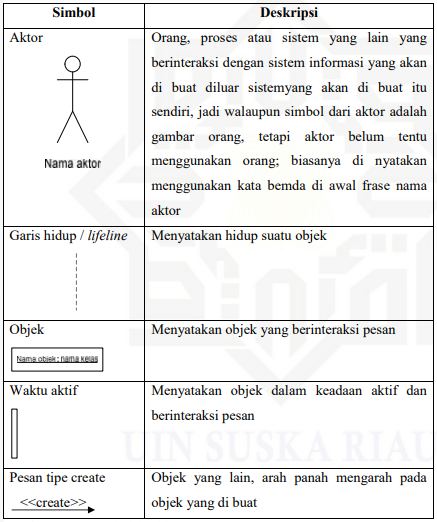 Simbol Deskripsi
Aktor
Nama aktor
Orang, proses atau sistem yang lain yang
berinteraksi dengan sistem informasi yang akan
di buat diluar sistemyang akan di buat itu
sendiri, jadi walaupun simbol dari aktor adalah
gambar orang, tetapi aktor belum tentu
menggunakan orang; biasanya di nyatakan
menggunakan kata bemda di awal frase nama
aktor
Garis hidup / lifeline
Menyatakan hidup suatu objek
Objek
Nama objek : nama kelas
Menyatakan objek yang berinteraksi pesan
Waktu aktif
Menyatakan objek dalam keadaan aktif dan
berinteraksi pesan
Pesan tipe create
<<create>>
Objek yang lain, arah panah mengarah pada
objek yang di buat
UIN SUSKA RIAU